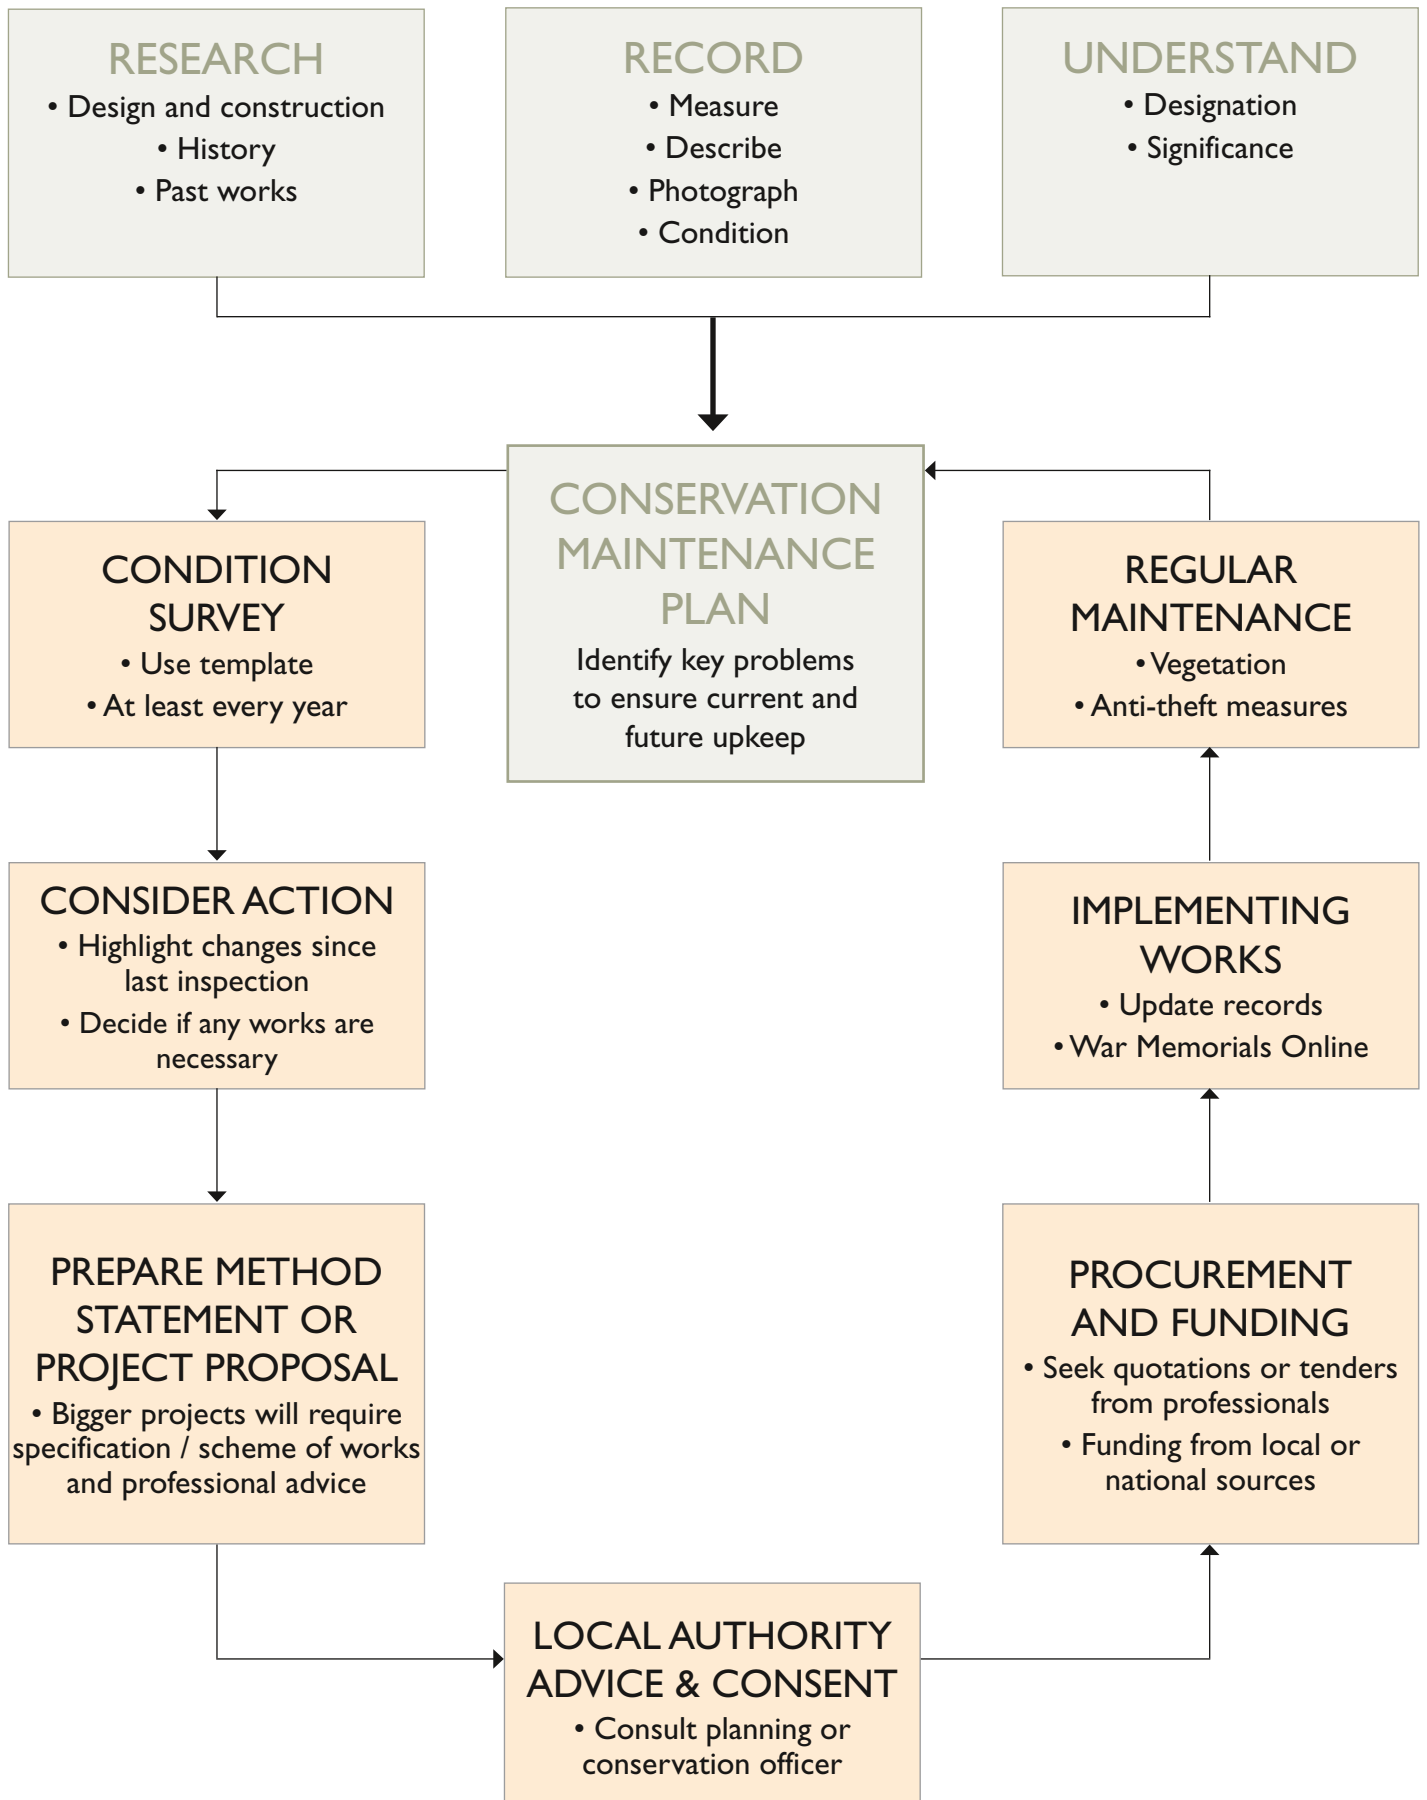 RESEARCH
• Design and construction
• History
• Past works
RECORD
• Measure
• Describe
• Photograph
• Condition
UNDERSTAND
• Designation
• Significance
CONSERVATION
MAINTENANCE
PLAN
Identify key problems
to ensure current and
future upkeep
CONDITION
SURVEY
• Use template
• At least every year
CONSIDER ACTION
• Highlight changes since
last inspection
• Decide if any works are
necessary
PREPARE METHOD
STATEMENT OR
PROJECT PROPOSAL
• Bigger projects will require
specification / scheme of works
and professional advice
LOCAL AUTHORITY
ADVICE & CONSENT
• Consult planning or
conservation officer
PROCUREMENT
AND FUNDING
• Seek quotations or tenders
from professionals
• Funding from local or
national sources
IMPLEMENTING
WORKS
• Update records
• War Memorials Online
REGULAR
MAINTENANCE
• Vegetation
• Anti-theft measures